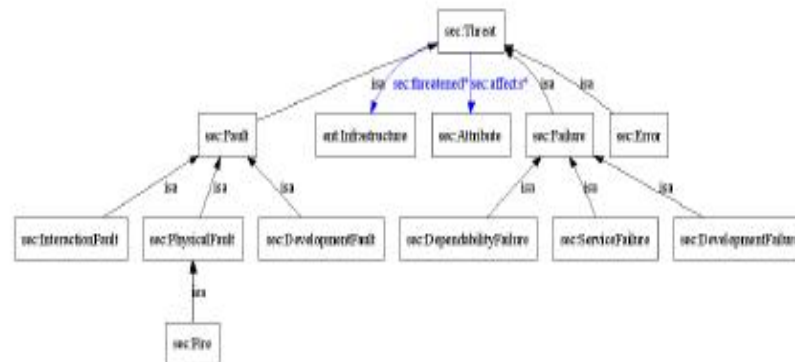 sec:Threat
isa
sec:threatened* sec:affects*
isa
isa
sec:Fault
ent:Infrastructure
sec:Attribute
sec:Failure
sec:Error
isa
isa
isa
isa
isa
isa
sec:InteractionFault
sec:PhysicalFault
sec:DevelopmentFault
sec:DependabilityFailure
sec:ServiceFailure
sec:DevelopmentFailure
isa
sec:Fire